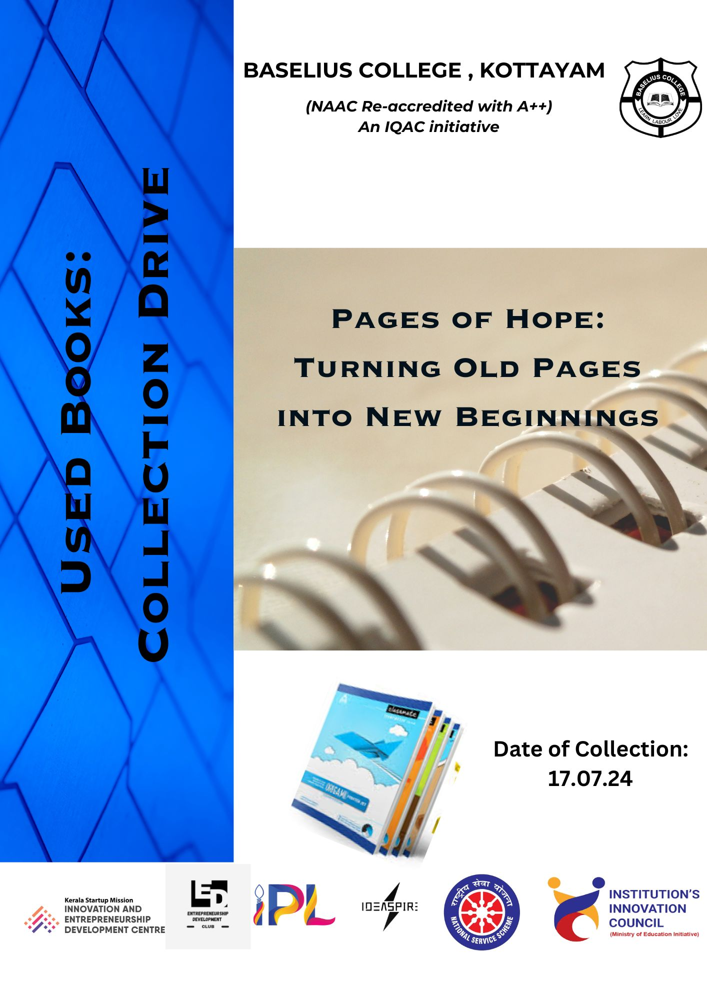 BASELIUS COLLEGE , KOTTAYAM
(NAAC Re-accredited with A++)
An IQAC initiative
BASELIUS COLLEGE
LEARN LABOUR LOVE
USED BOOKS:
COLLECTION DRIVE
PAGES OF HOPE:
TURNING OLD PAGES
INTO NEW BEGINNINGS
classmate
ORIGAMI
Date of Collection:
17.07.24
Kerala Startup Mission
INNOVATION AND
ENTREPRENEURSHIP
DEVELOPMENT CENTRE
ED
ENTREPRENEURSHIP
DEVELOPMENT
CLUB
iPL
IDEASPIRE
राष्ट्रीय सेवा योजना
NATIONAL SERVICE SCHEME
INSTITUTION'S
INNOVATION
COUNCIL
(Ministry of Education Initiative)